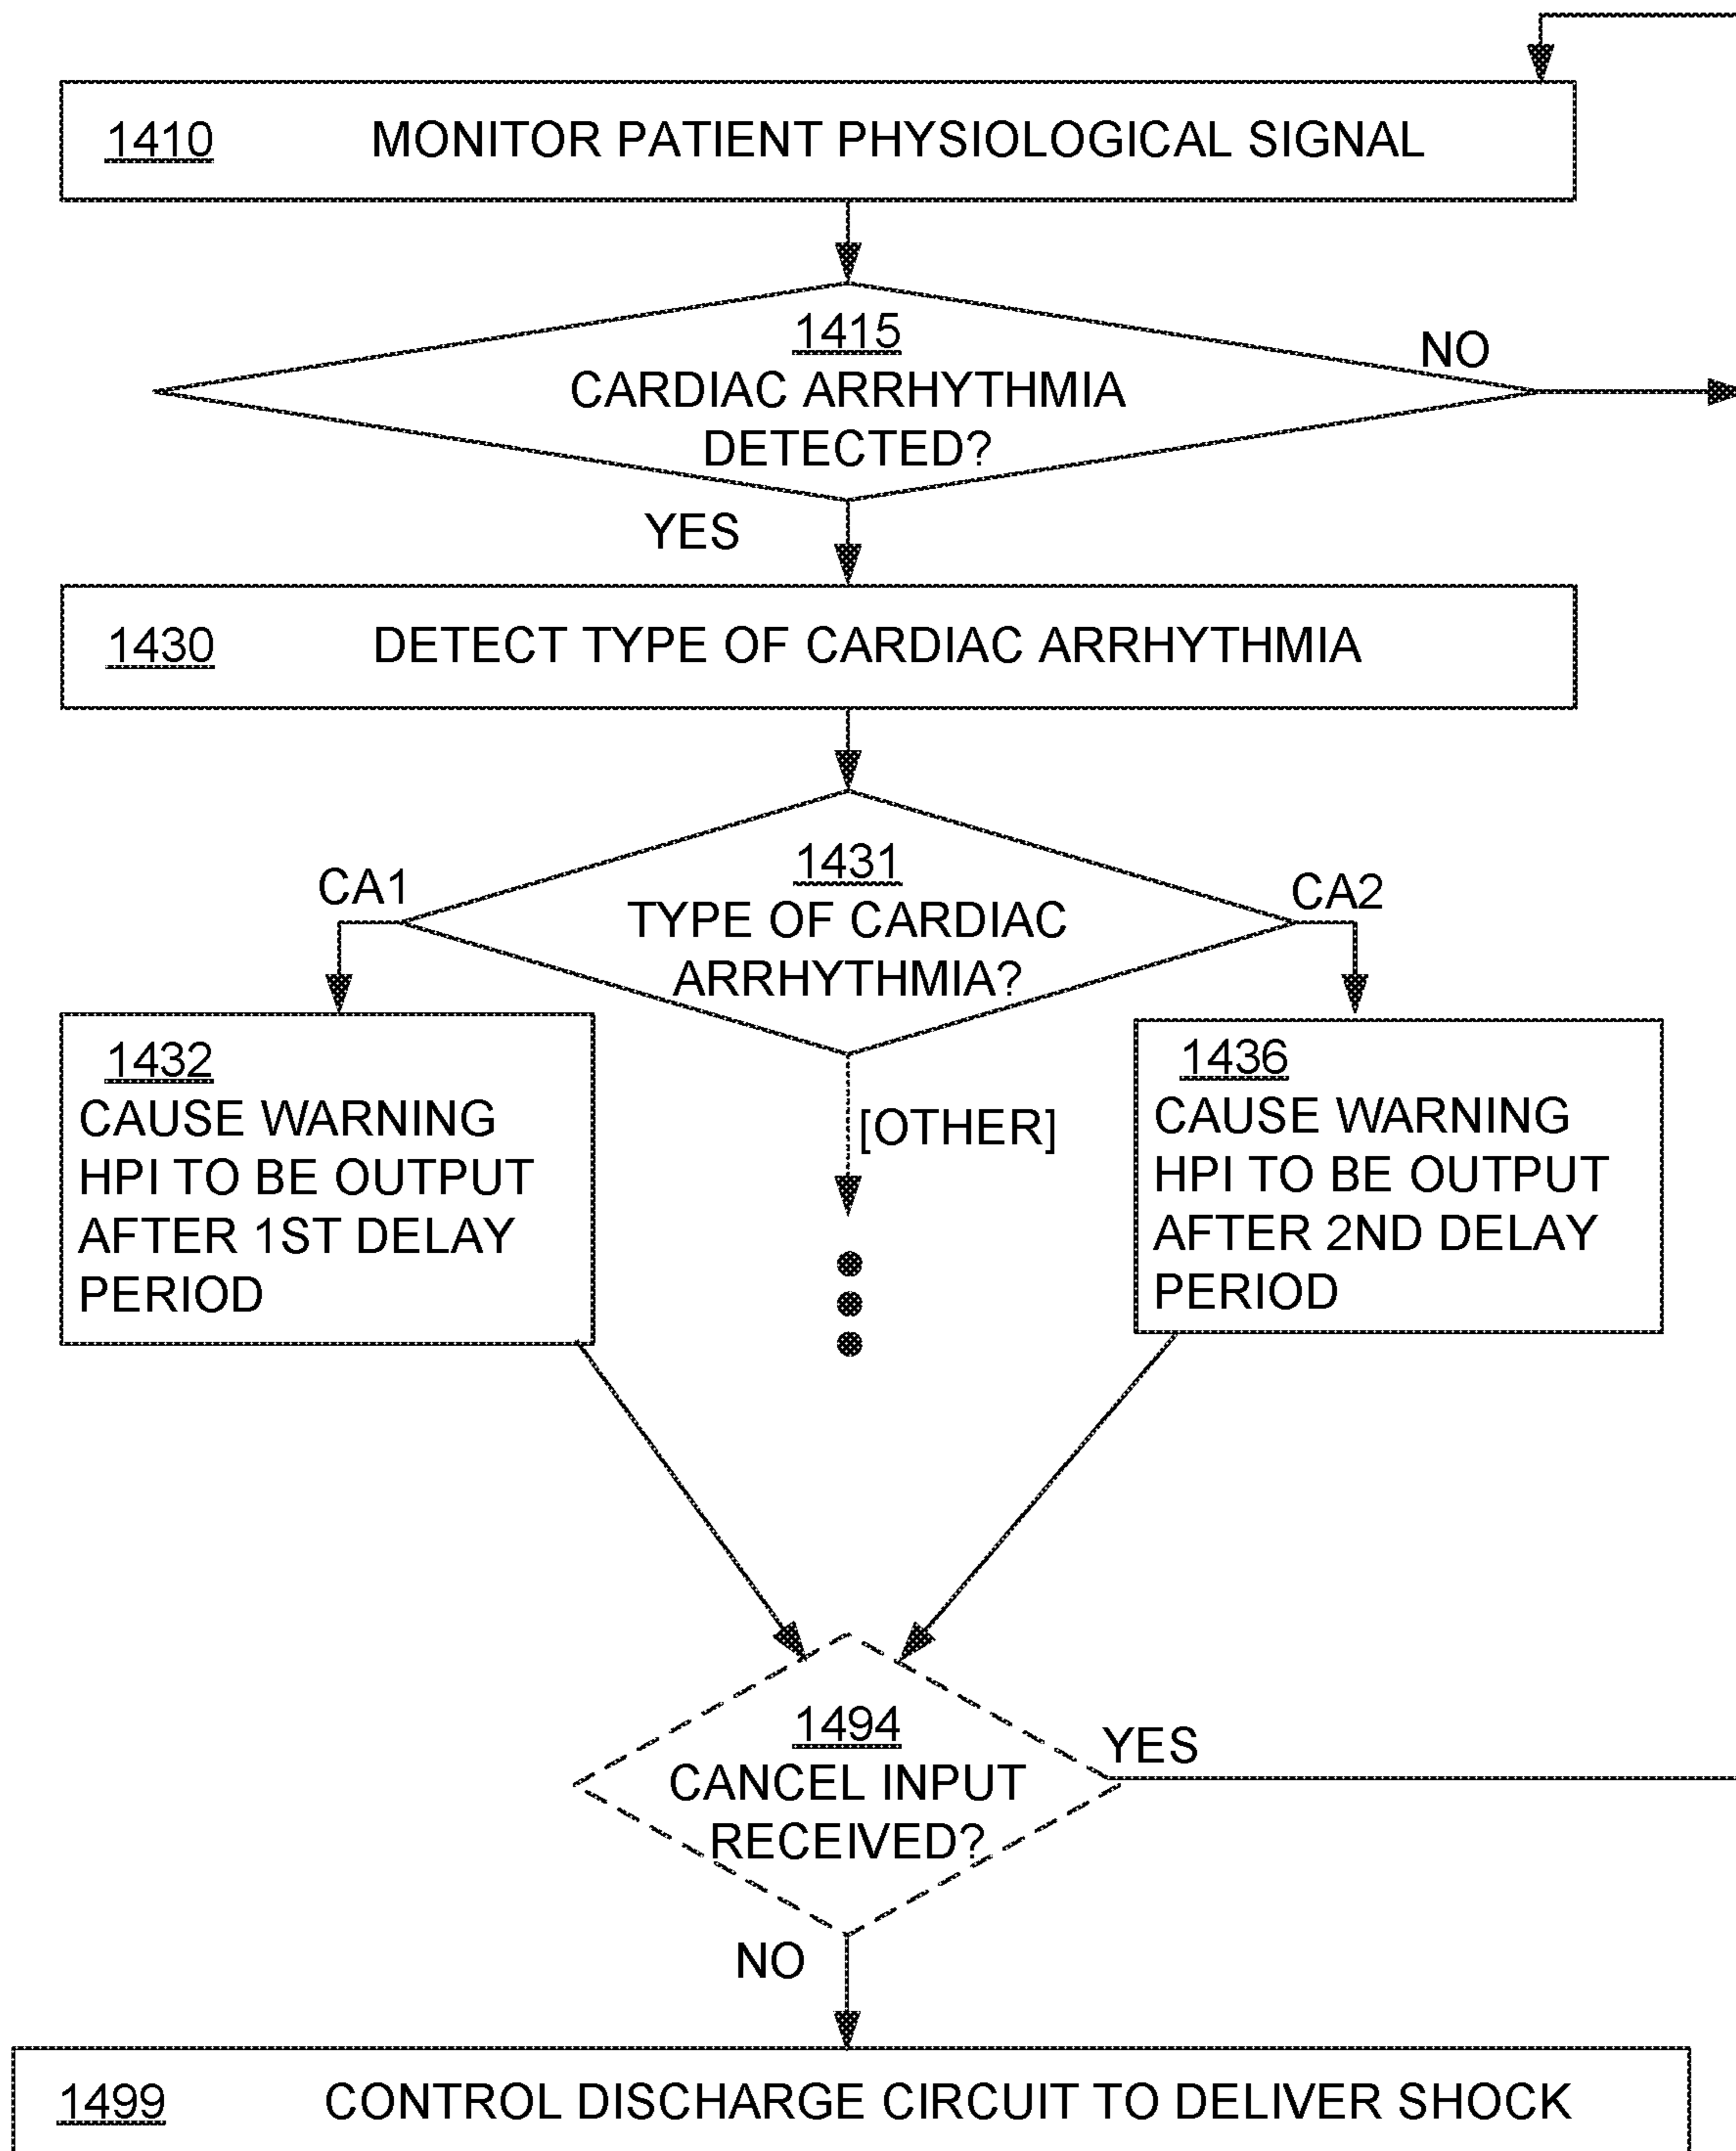 1410 MONITOR PATIENT PHYSIOLOGICAL SIGNAL
1415
CARDIAC ARRHYTHMIA
DETECTED?
NO
YES
1430 DETECT TYPE OF CARDIAC ARRHYTHMIA
1431
TYPE OF CARDIAC
ARRHYTHMIA?
CA1
CA2
1432
CAUSE WARNING
HPI TO BE OUTPUT
AFTER 1ST DELAY
PERIOD
[OTHER]
1436
CAUSE WARNING
HPI TO BE OUTPUT
AFTER 2ND DELAY
PERIOD
1494
CANCEL INPUT
RECEIVED?
YES
NO
1499 CONTROL DISCHARGE CIRCUIT TO DELIVER SHOCK